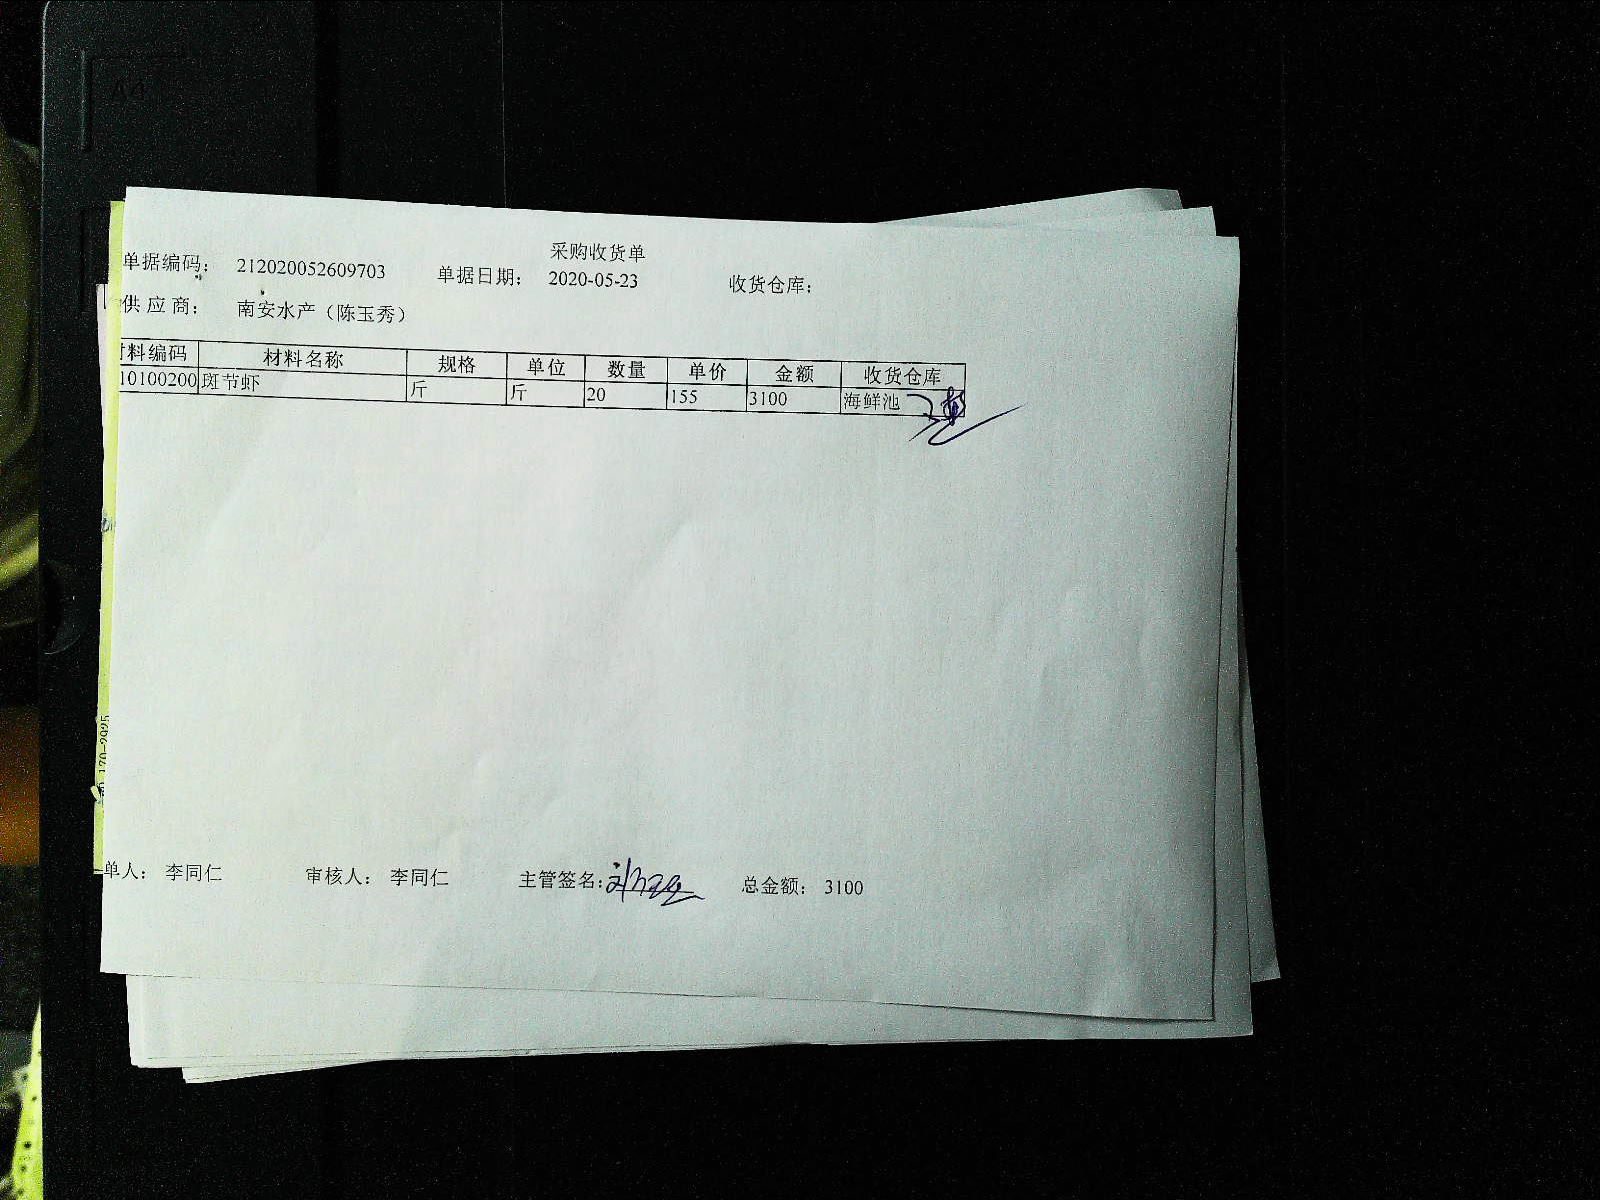 采购收货单
单据编码： 212020052609703 单据日期： 2020-05-23 收货仓库：
供应商： 南安水产（陈玉秀）
料编码 材料名称 规格 单位 数量 单价 金额 收货仓库
10100200 斑节虾 斤 斤 20 155 3100 海鲜池
单人： 李同仁 审核人： 李同仁 主管签名： 总金额： 3100